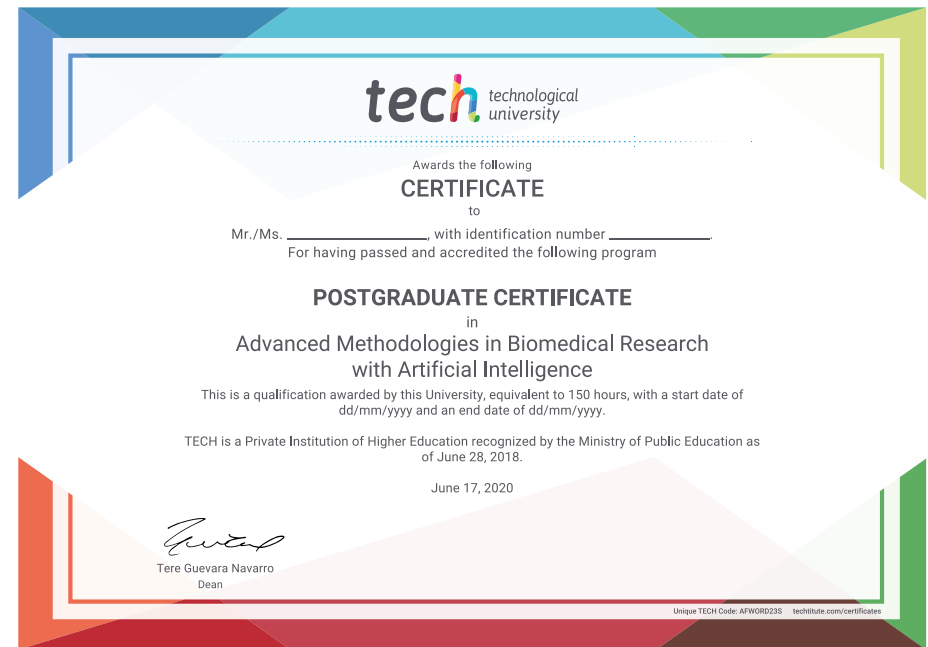 tech technological
university
Awards the following
CERTIFICATE
to
Mr./Ms. ____________________, with identification number ______________.
For having passed and accredited the following program
POSTGRADUATE CERTIFICATE
in
Advanced Methodologies in Biomedical Research
with Artificial Intelligence
This is a qualification awarded by this University, equivalent to 150 hours, with a start date of
dd/mm/yyyy and an end date of dd/mm/yyyy.
TECH is a Private Institution of Higher Education recognized by the Ministry of Public Education as
of June 28, 2018.
June 17, 2020
Tere Guevara Navarro
Dean
Unique TECH Code: AFWORD23S techtitute.com/certificates